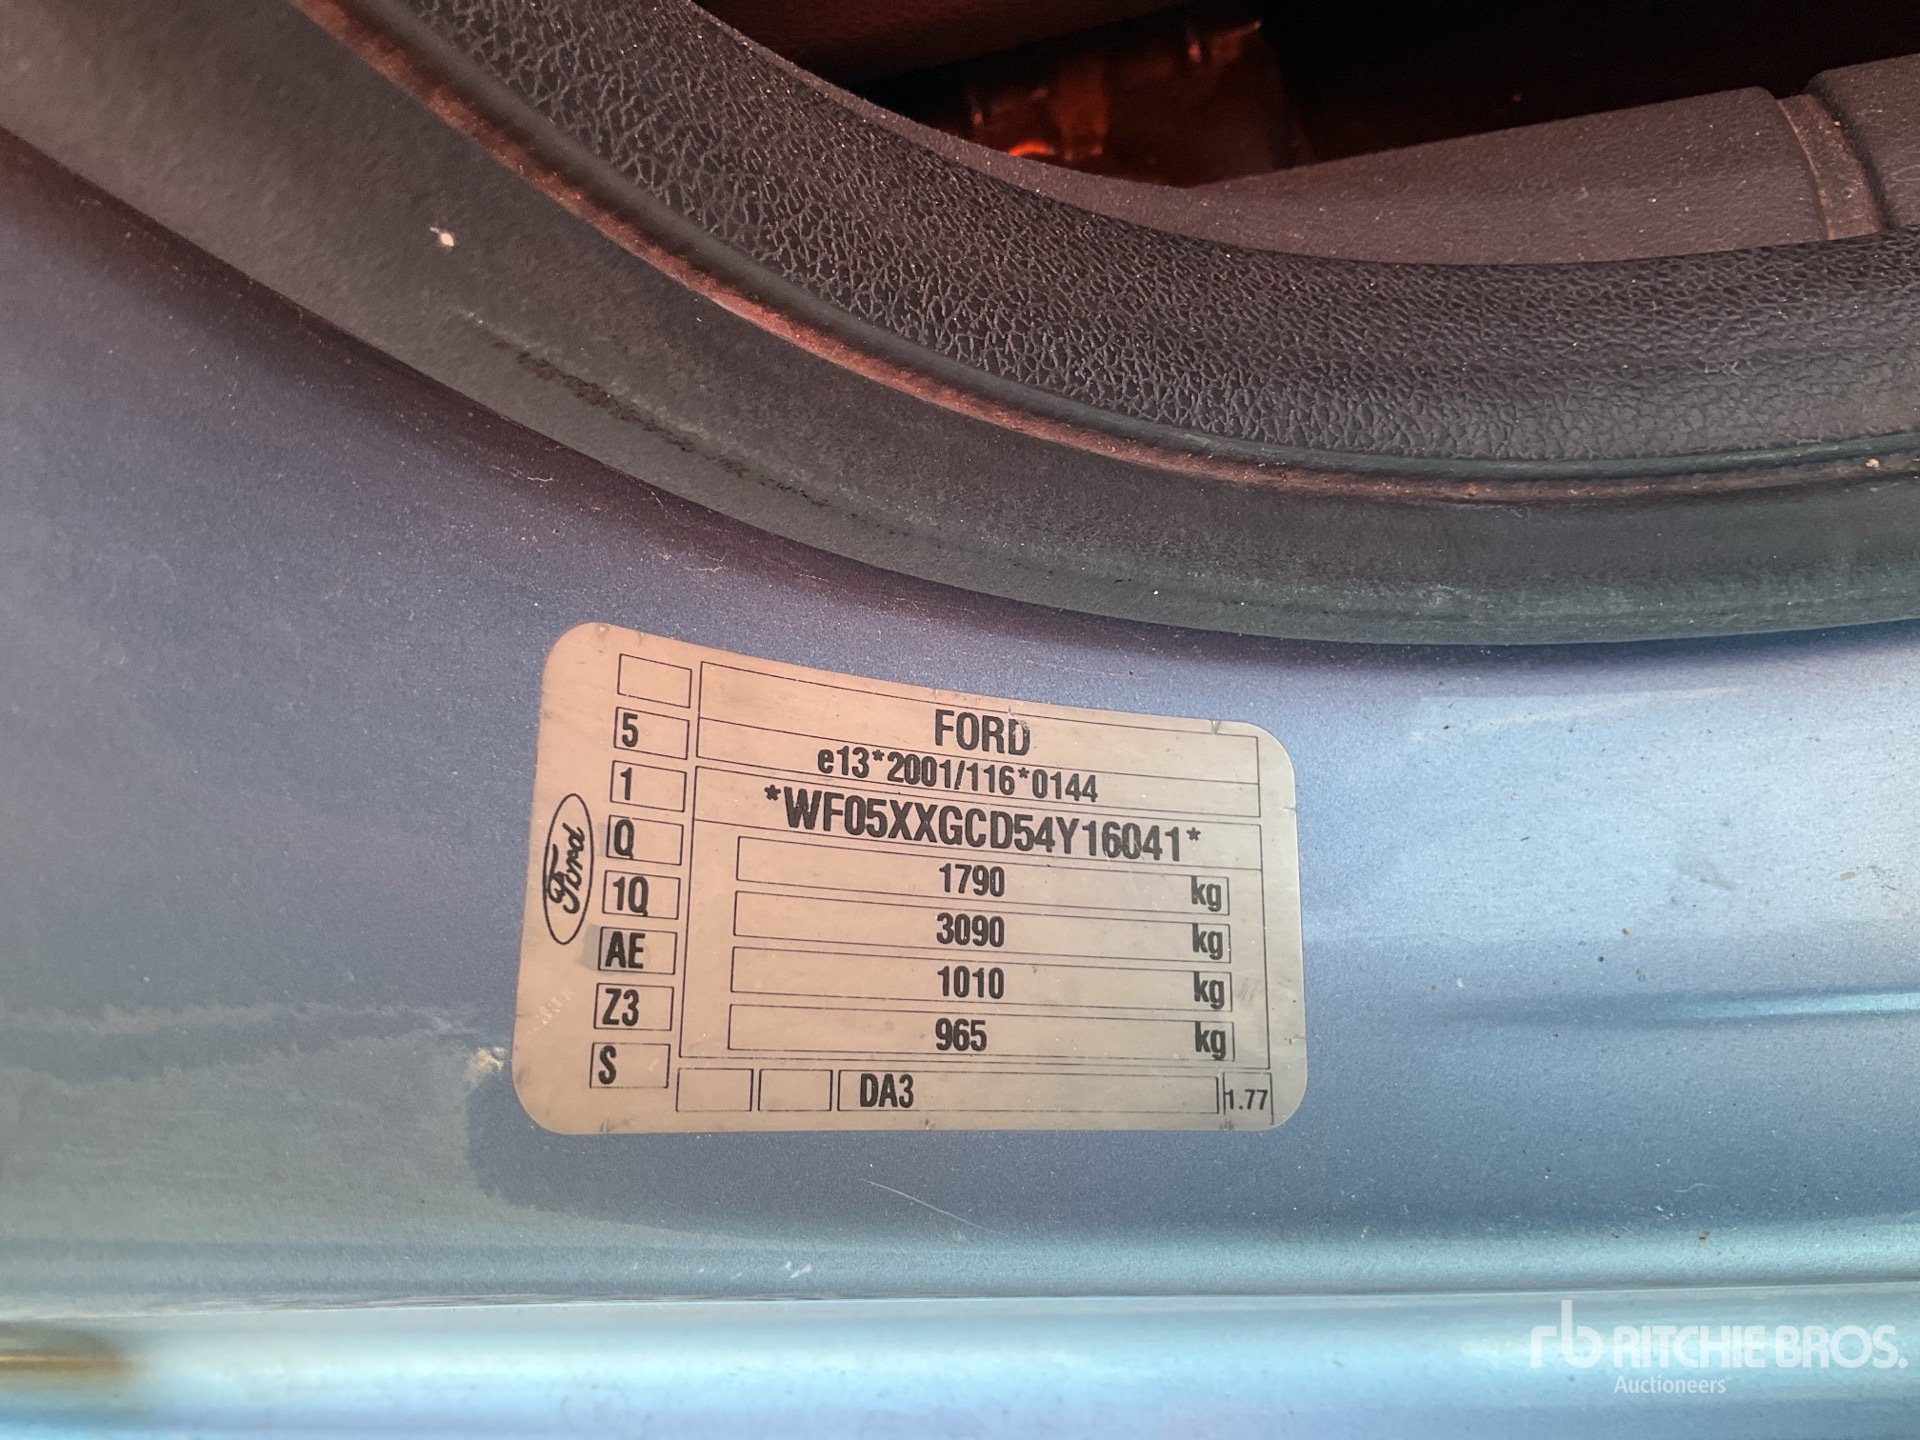 FORD
e13*2001/116*0144
*WF05XXGCD54Y16041*
1790 kg
3090 kg
1010 kg
965 kg
DA3 1.77
5
1
Q
1Q
AE
Z3
S
Ford
rb RITCHIE BROS.
Auctioneers